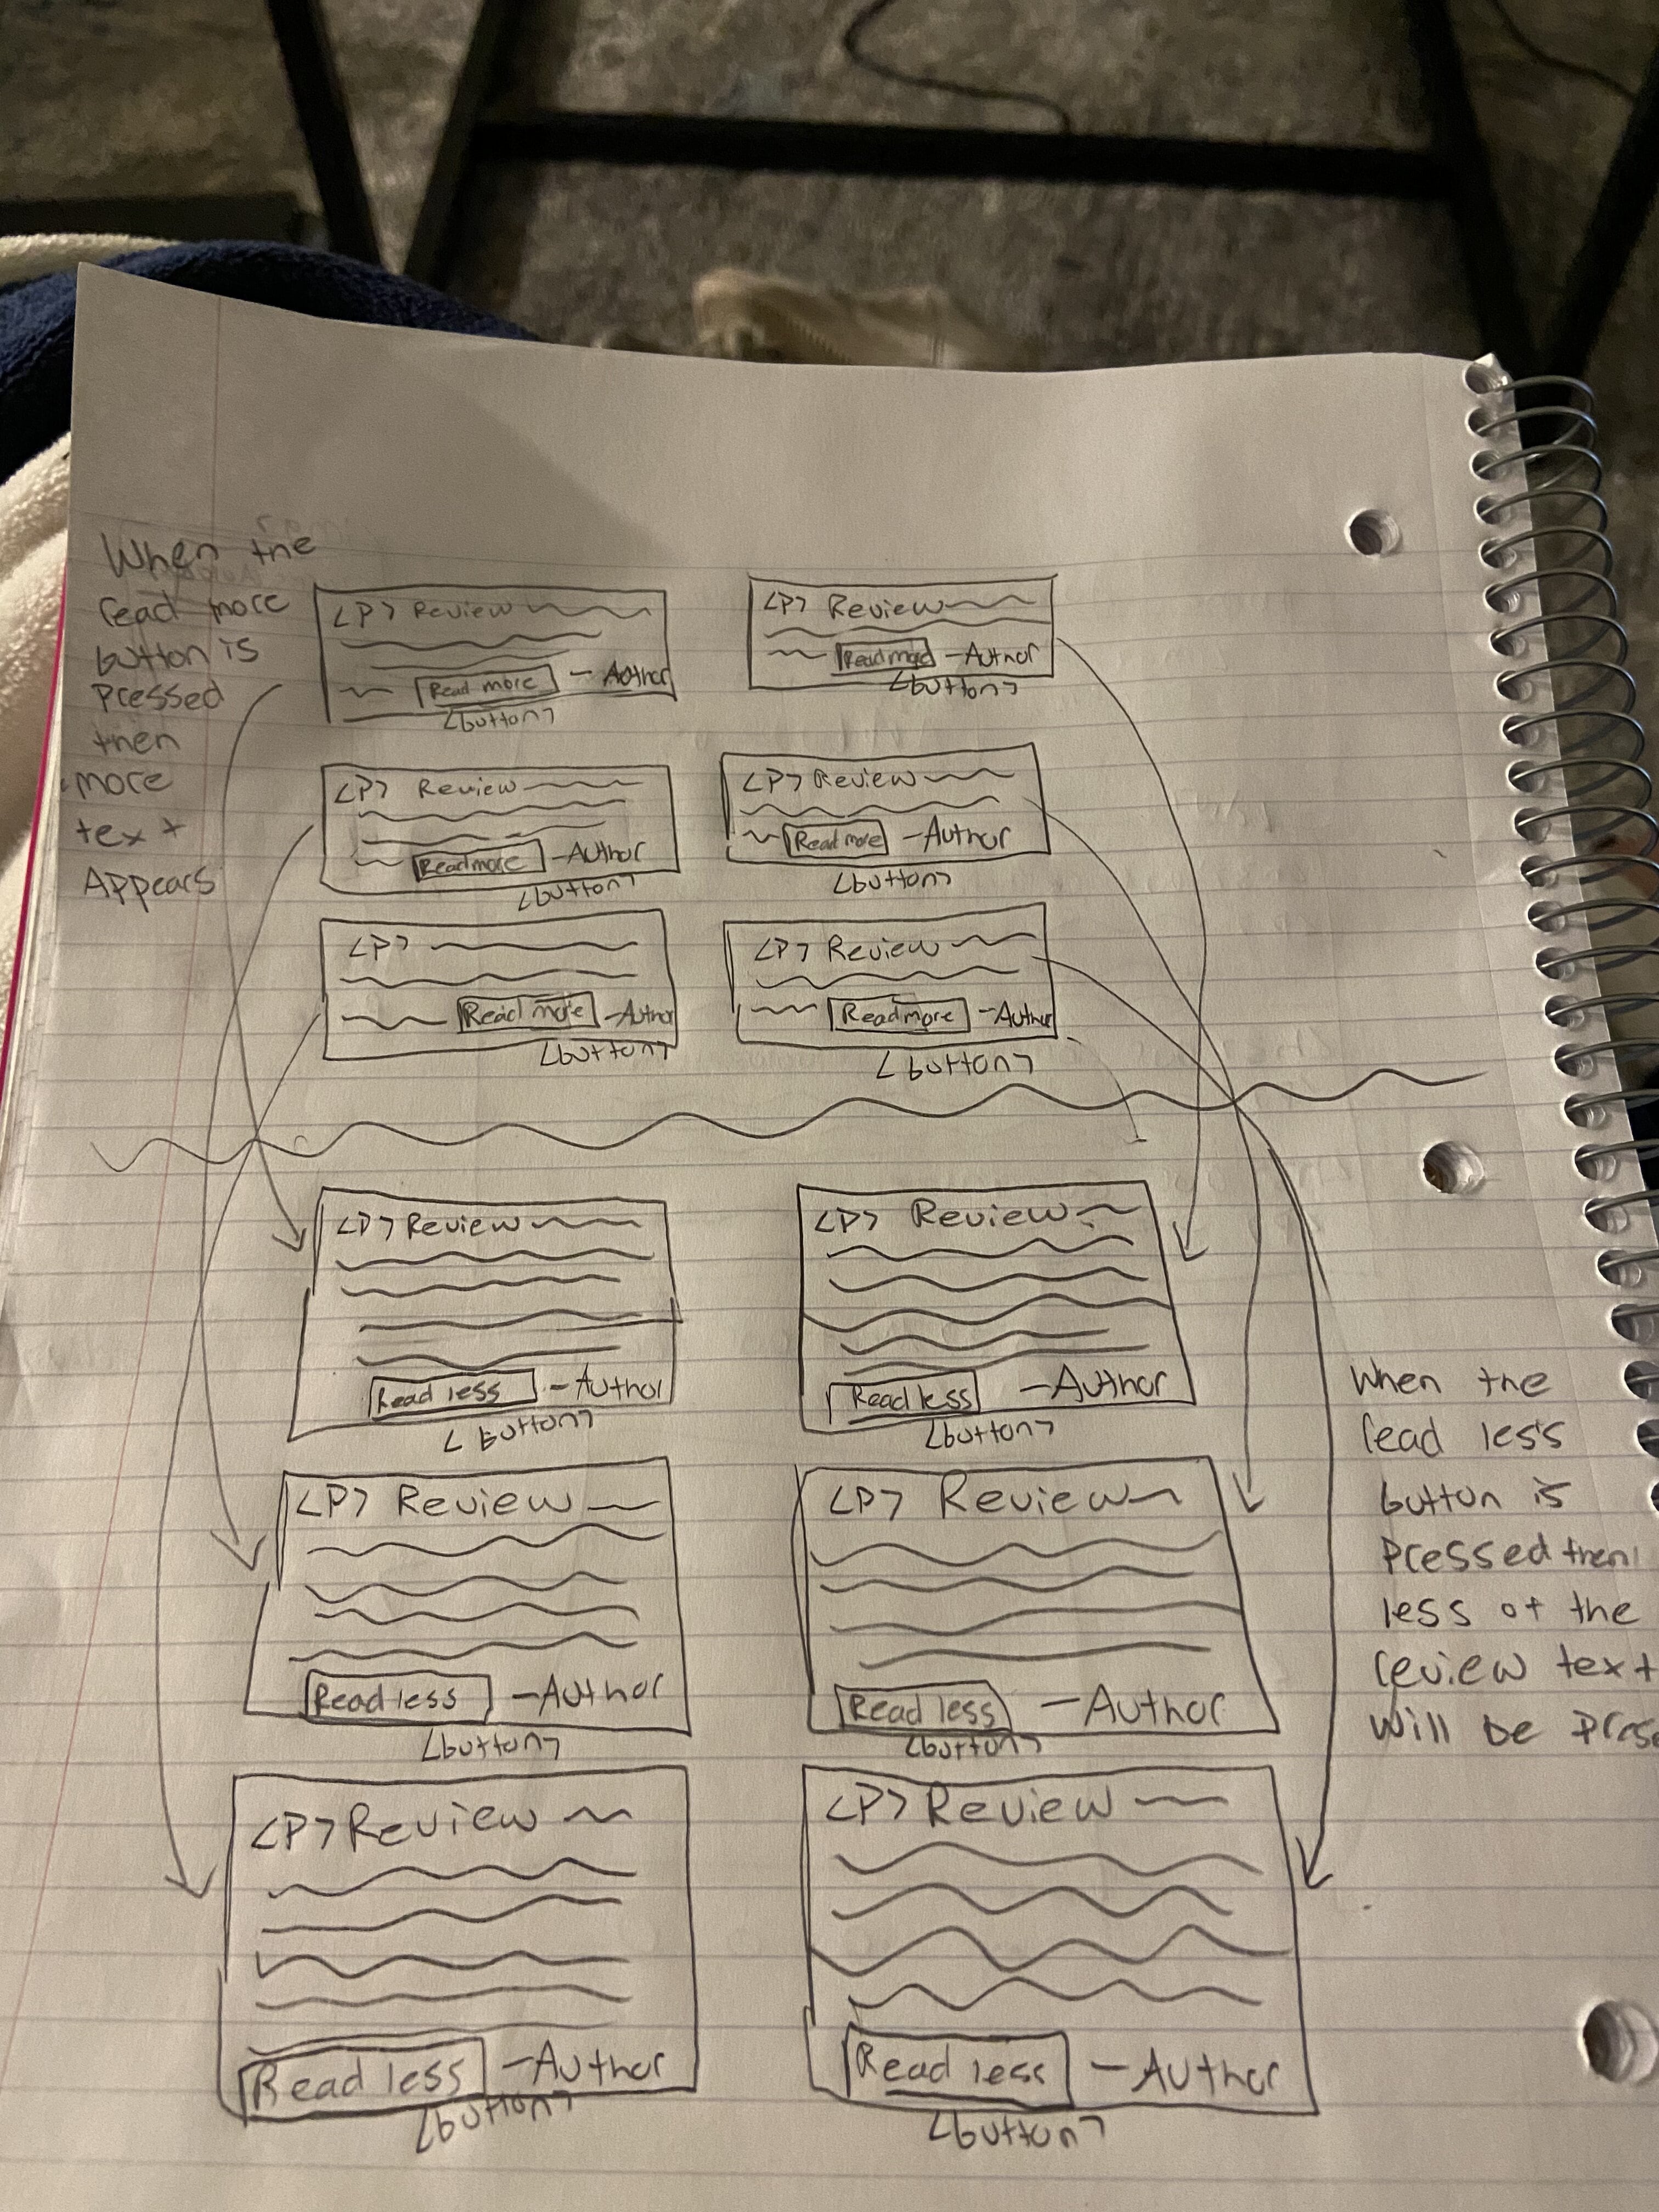 When the
read more
button is
pressed
then
more
text
Appears
<P> Review
Read more - Author
<button>
<P> Review
Read more - Author
<button>
<P> Review
Read more - Author
<button>
<P> Review
Read more - Author
<button>
<P>
Read more - Author
<button>
<P> Review
Read more - Author
<button>
<P> Review
Read less - Author
<button>
<P> Review
Read less - Author
<button>
<P> Review
Read less - Author
<button>
<P> Review
Read less - Author
<button>
<P> Review
Read less - Author
<button>
<P> Review
Read less - Author
<button>
When the
read less
button is
pressed then
less of the
review text
will be